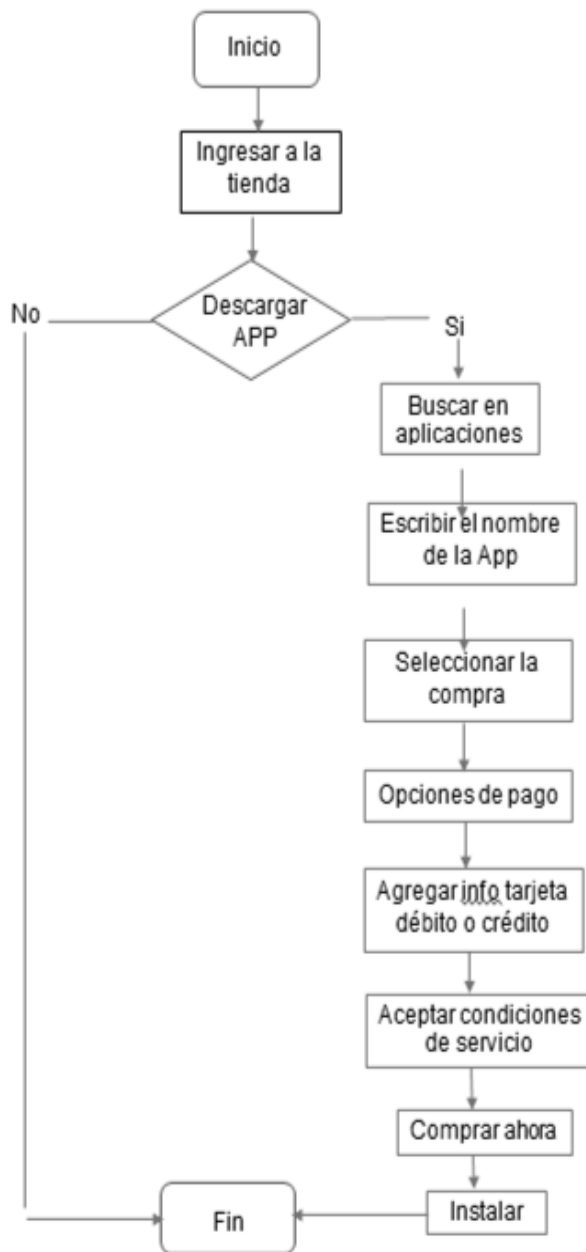 Inicio
Ingresar a la
tienda
Descargar
APP
No
Si
Buscar en
aplicaciones
Escribir el nombre
de la App
Seleccionar la
compra
Opciones de pago
Agregar info tarjeta
débito o crédito
Aceptar condiciones
de servicio
Comprar ahora
Instalar
Fin